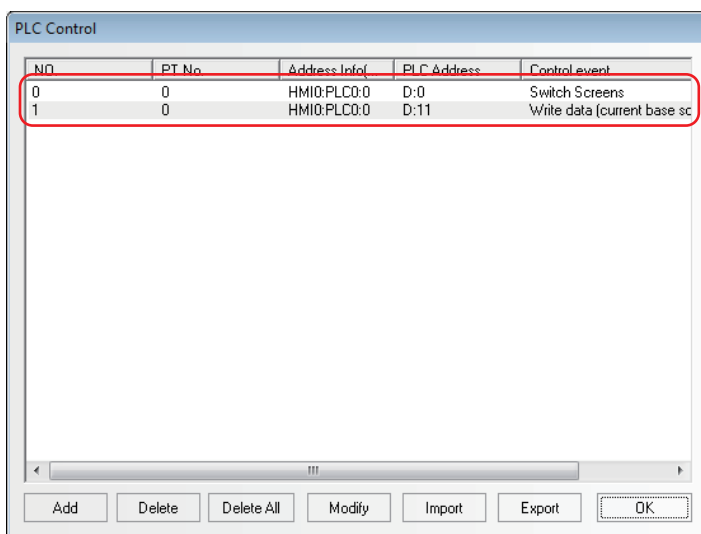 PLC Control
NO. PT No. Address Info(... PLC Address Control event
0 0 HMI0:PLC0:0 D:0 Switch Screens
1 0 HMI0:PLC0:0 D:11 Write data (current base sc
Add Delete Delete All Modify Import Export OK